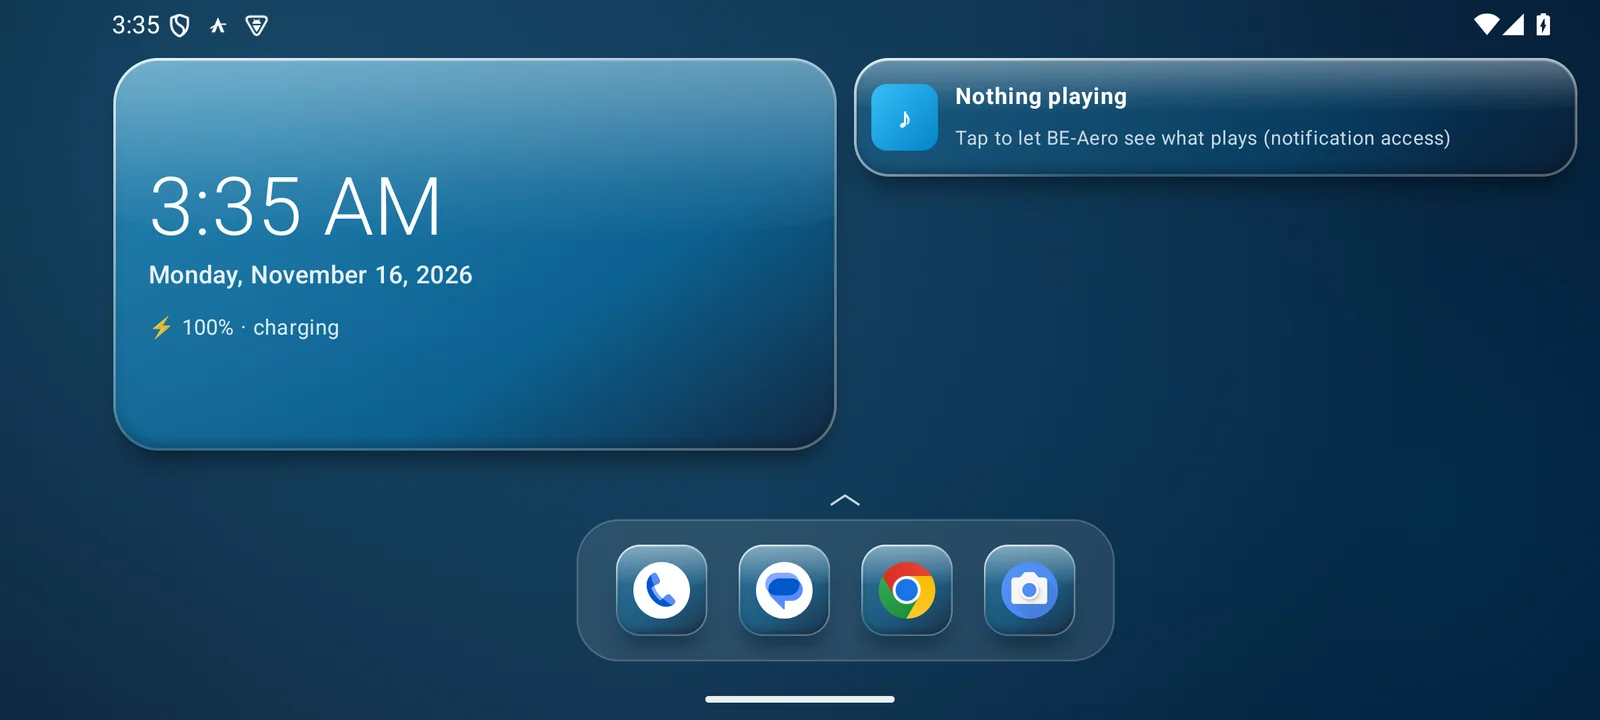 3:35
3:35 AM
Monday, November 16, 2026
⚡ 100% · charging
Nothing playing
Tap to let BE-Aero see what plays (notification access)